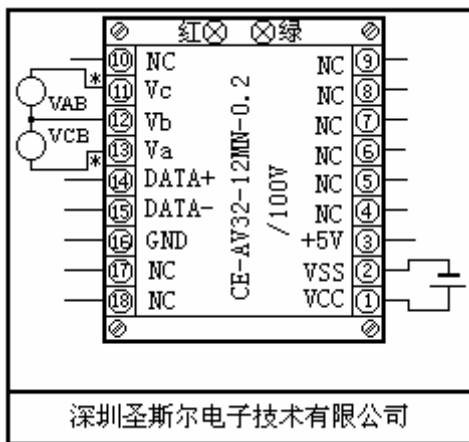 红 绿
⑩ NC NC ⑨
* ⑪ Vc NC ⑧
VAB ⑫ Vb NC ⑦
VCB * ⑬ Va NC ⑥
⑭ DATA+ NC ⑤
⑮ DATA- NC ④
⑯ GND +5V ③
⑰ NC VSS ②
⑱ NC VCC ①
CE-AV32-12MN-0.2
/100V
深圳圣斯尔电子技术有限公司